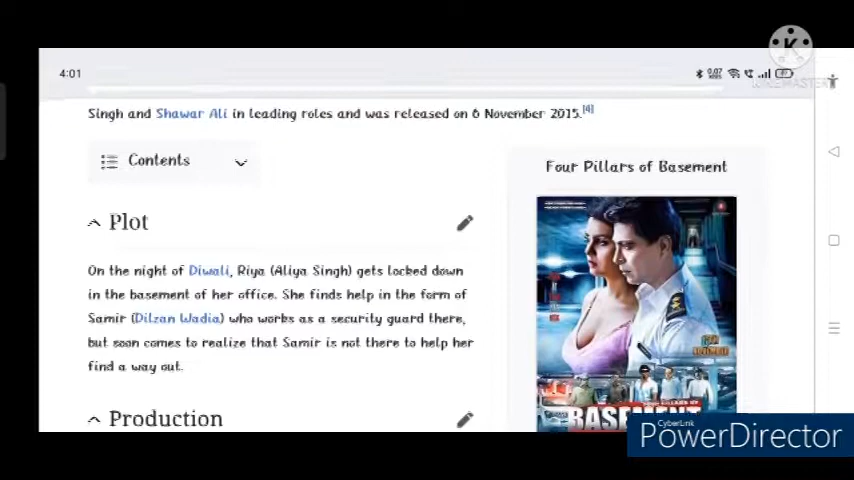 4:01
KINEMASTER
Singh and Shawar Ali in leading roles and was released on 6 November 2015.[4]
Contents
Four Pillars of Basement
Plot
On the night of Diwali, Riya (Aliya Singh) gets locked down
in the basement of her office. She finds help in the form of
Samir (Dilzan Wadia) who works as a security guard there,
but soon comes to realize that Samir is not there to help her
find a way out.
Production
BASEMENT
CyberLink
PowerDirector